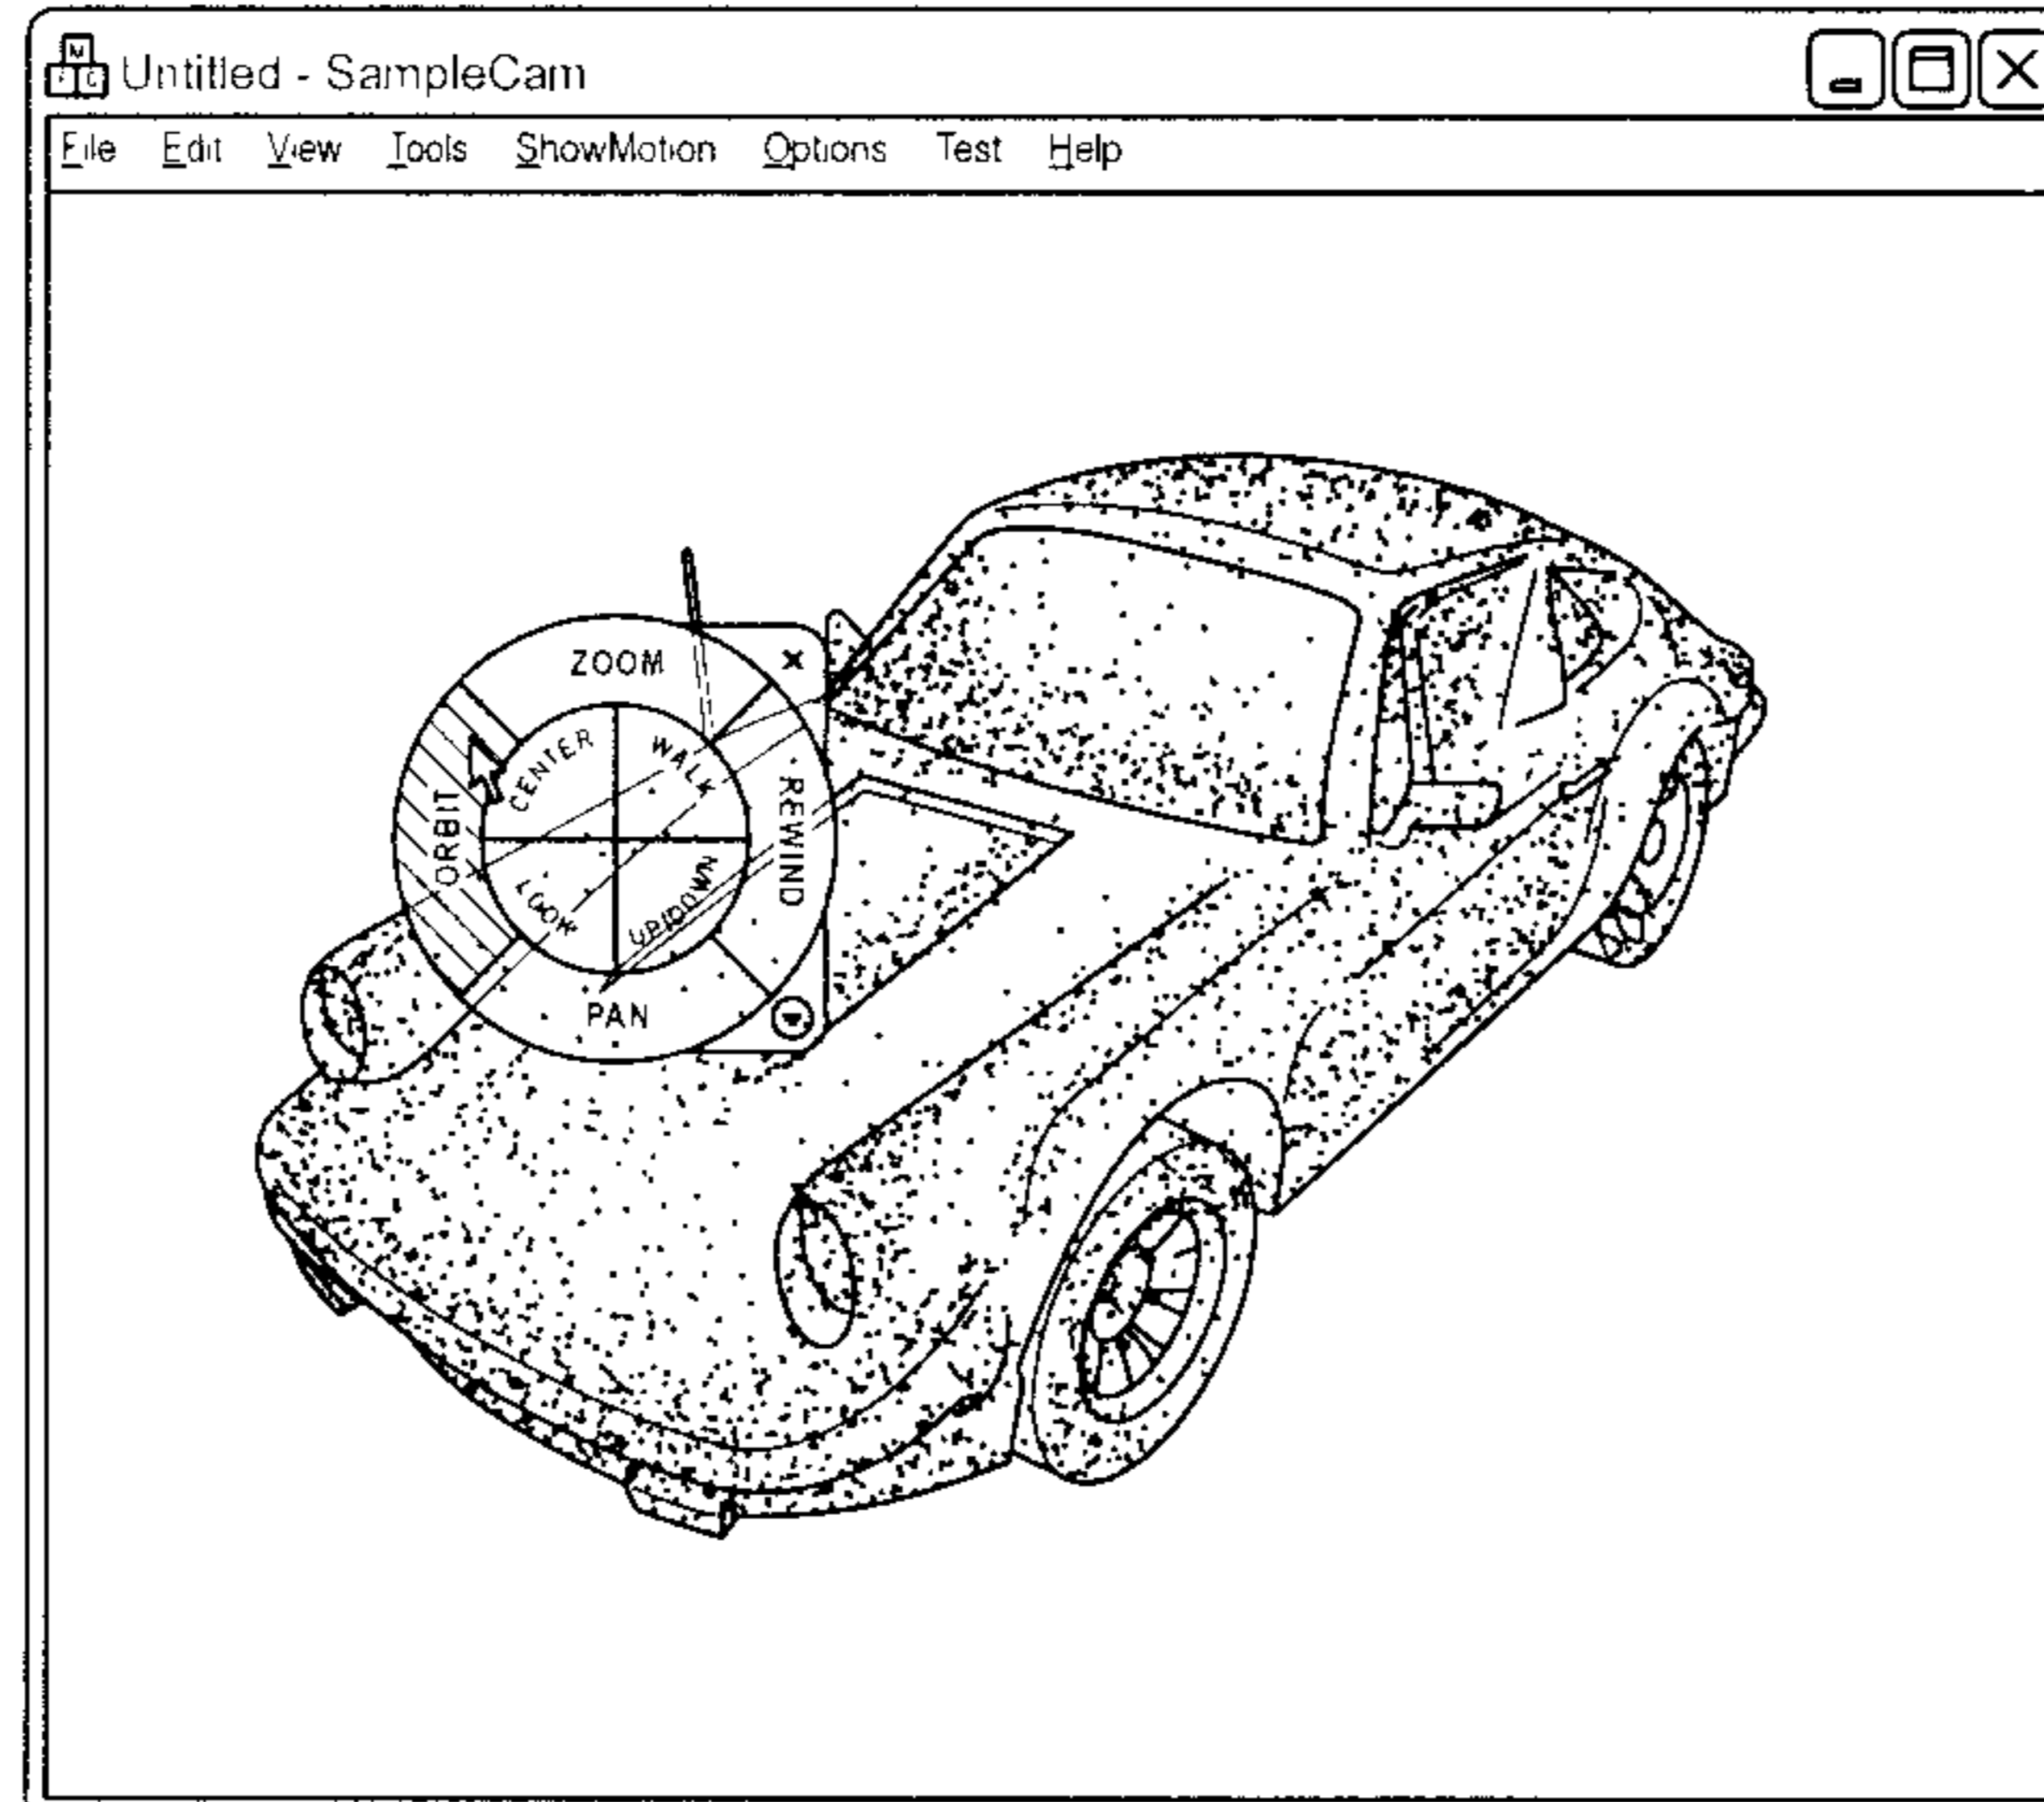 M
F C
Untitled - SampleCam
File Edit View Tools ShowMotion Options Test Help
ZOOM
CENTER
WALK
ORBIT
REWIND
LOOK
UP/DOWN
PAN